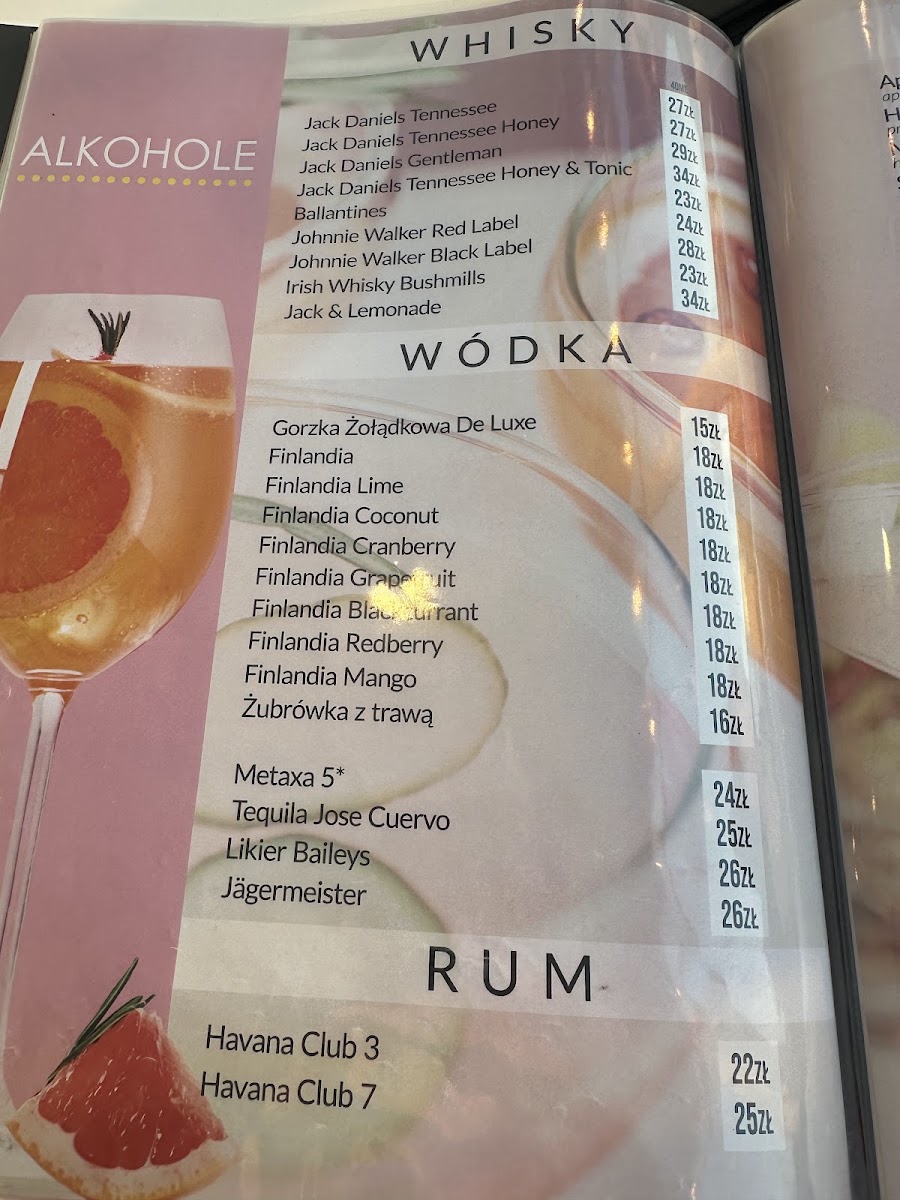 ALKOHOLE
WHISKY
40ML
Jack Daniels Tennessee 27ZŁ
Jack Daniels Tennessee Honey 27ZŁ
Jack Daniels Gentleman 29ZŁ
Jack Daniels Tennessee Honey & Tonic 34ZŁ
Ballantines 23ZŁ
Johnnie Walker Red Label 24ZŁ
Johnnie Walker Black Label 28ZŁ
Irish Whisky Bushmills 23ZŁ
Jack & Lemonade 34ZŁ
WÓDKA
Gorzka Żołądkowa De Luxe 15ZŁ
Finlandia 18ZŁ
Finlandia Lime 18ZŁ
Finlandia Coconut 18ZŁ
Finlandia Cranberry 18ZŁ
Finlandia Grapefruit 18ZŁ
Finlandia Blackcurrant 18ZŁ
Finlandia Redberry 18ZŁ
Finlandia Mango 18ZŁ
Żubrówka z trawą 16ZŁ
Metaxa 5* 24ZŁ
Tequila Jose Cuervo 25ZŁ
Likier Baileys 26ZŁ
Jägermeister 26ZŁ
RUM
Havana Club 3 22ZŁ
Havana Club 7 25ZŁ